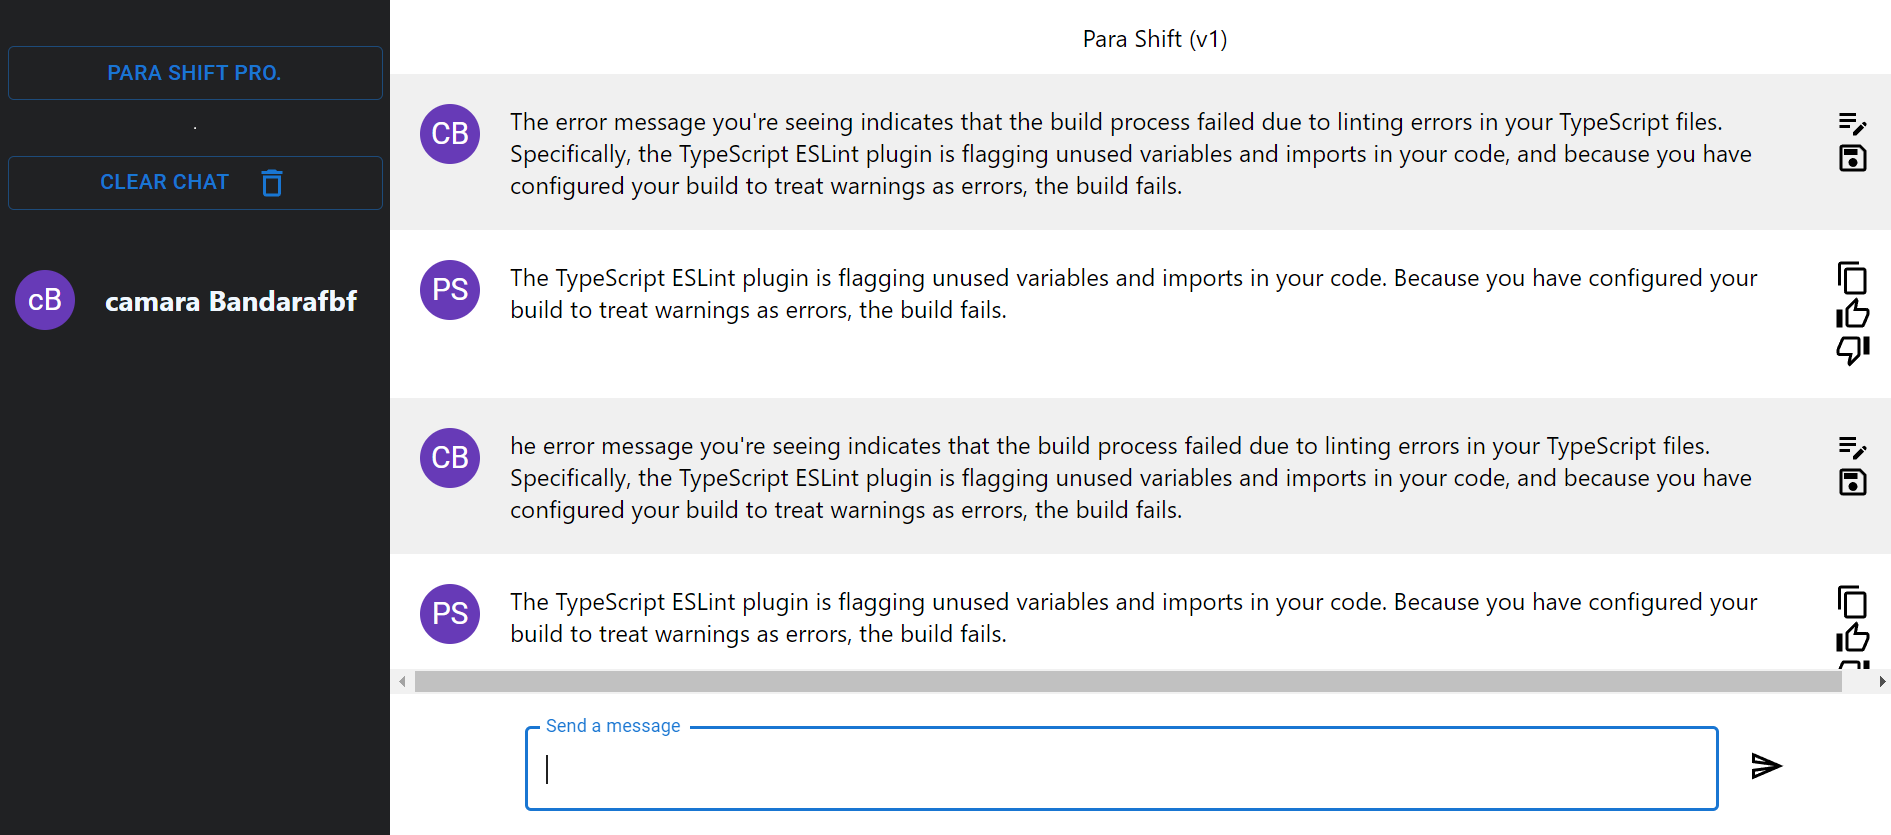 PARA SHIFT PRO.
.
CLEAR CHAT
cB
camara Bandarafbf
Para Shift (v1)
CB
The error message you're seeing indicates that the build process failed due to linting errors in your TypeScript files.
Specifically, the TypeScript ESLint plugin is flagging unused variables and imports in your code, and because you have
configured your build to treat warnings as errors, the build fails.
PS
The TypeScript ESLint plugin is flagging unused variables and imports in your code. Because you have configured your
build to treat warnings as errors, the build fails.
CB
he error message you're seeing indicates that the build process failed due to linting errors in your TypeScript files.
Specifically, the TypeScript ESLint plugin is flagging unused variables and imports in your code, and because you have
configured your build to treat warnings as errors, the build fails.
PS
The TypeScript ESLint plugin is flagging unused variables and imports in your code. Because you have configured your
build to treat warnings as errors, the build fails.
Send a message